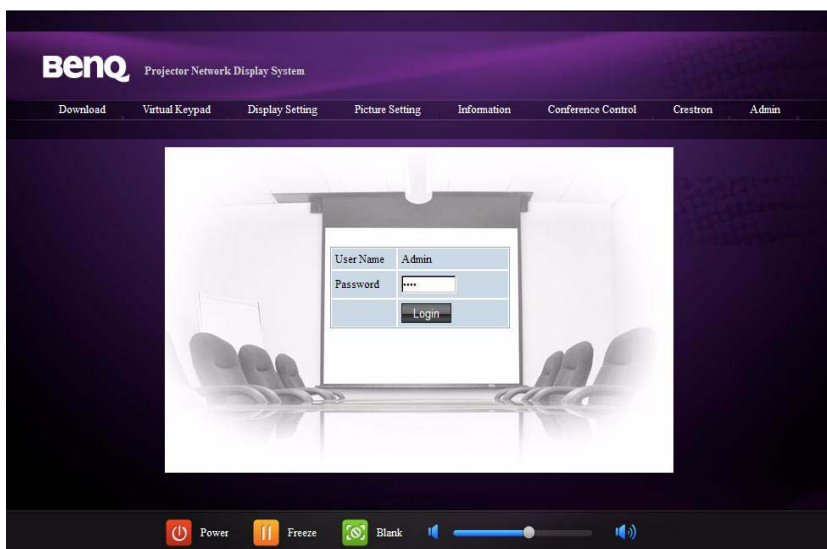 BenQ Projector Network Display System
Download Virtual Keypad Display Setting Picture Setting Information Conference Control Crestron Admin
User Name Admin
Password ••••
Login
Power Freeze Blank